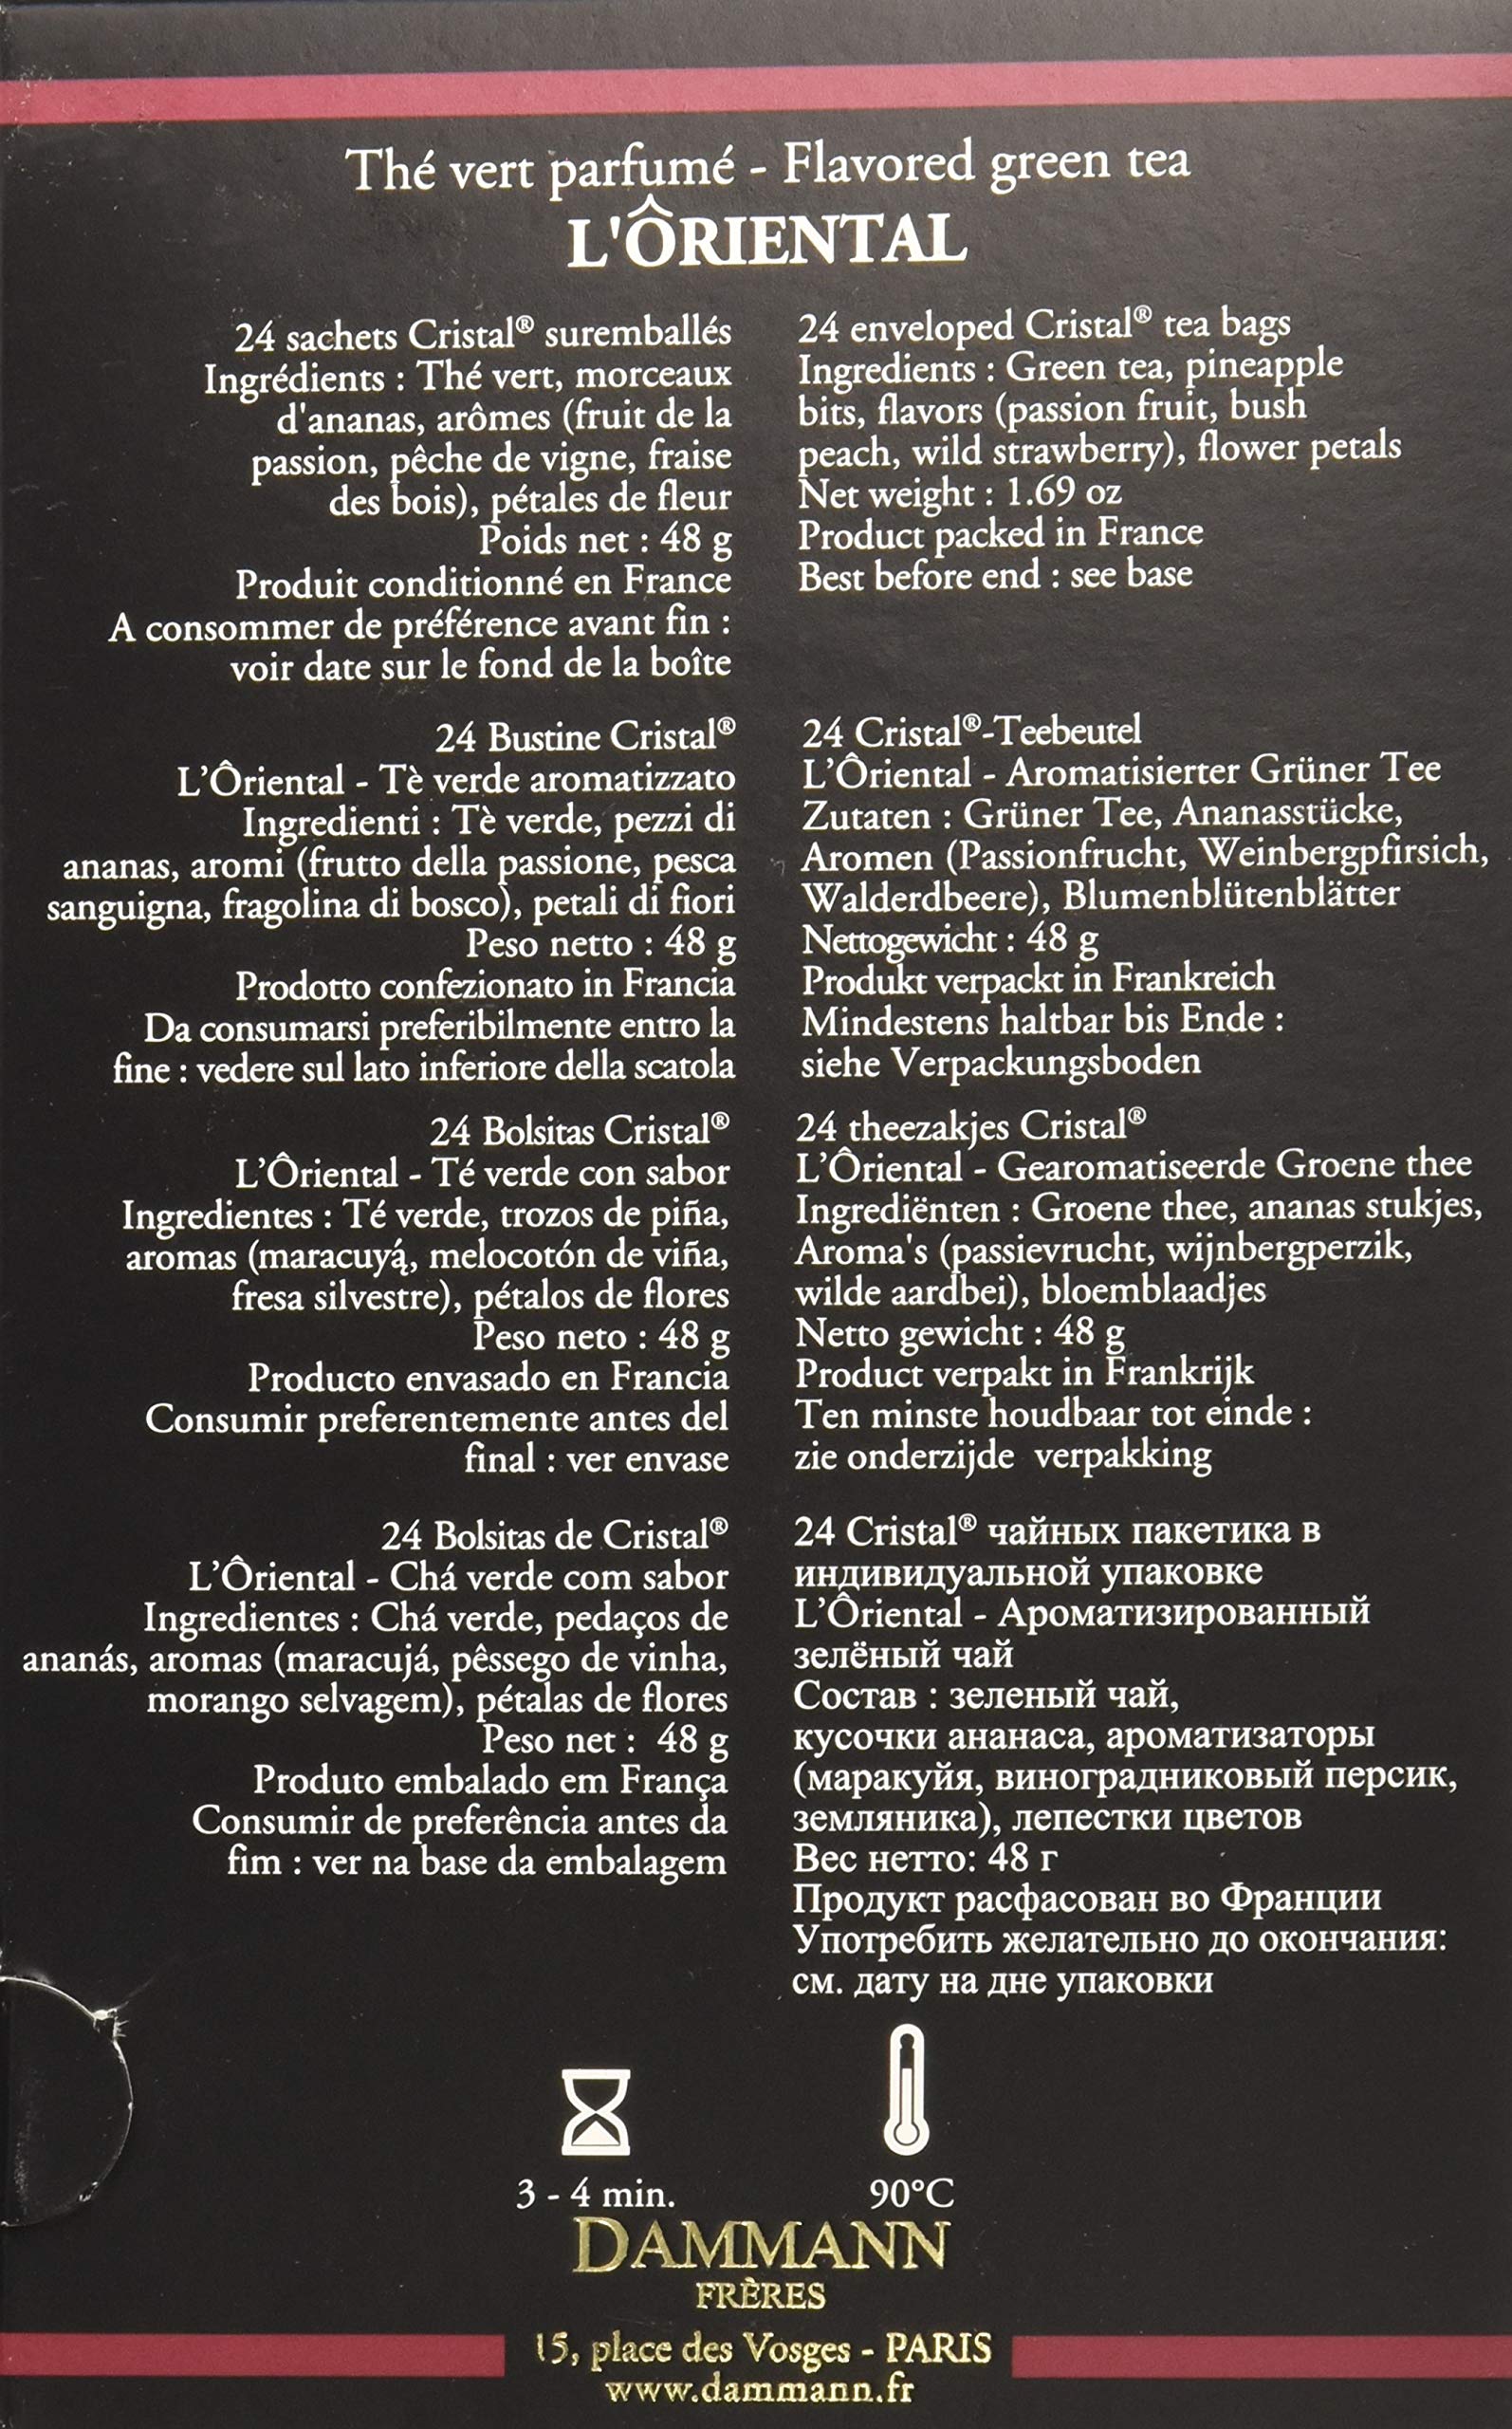 Thé vert parfumé - Flavored green tea
L'ÔRIENTAL
24 sachets Cristal® suremballés
Ingrédients : Thé vert, morceaux
d'ananas, arômes (fruit de la
passion, pêche de vigne, fraise
des bois), pétales de fleur
Poids net : 48 g
Produit conditionné en France
A consommer de préférence avant fin :
voir date sur le fond de la boîte
24 enveloped Cristal® tea bags
Ingredients : Green tea, pineapple
bits, flavors (passion fruit, bush
peach, wild strawberry), flower petals
Net weight : 1.69 oz
Product packed in France
Best before end : see base
24 Bustine Cristal®
L'Ôriental - Tè verde aromatizzato
Ingredienti : Tè verde, pezzi di
ananas, aromi (frutto della passione, pesca
sanguigna, fragolina di bosco), petali di fiori
Peso netto : 48 g
Prodotto confezionato in Francia
Da consumarsi preferibilmente entro la
fine : vedere sul lato inferiore della scatola
24 Cristal®-Teebeutel
L'Ôriental - Aromatisierter Grüner Tee
Zutaten : Grüner Tee, Ananasstücke,
Aromen (Passionfrucht, Weinbergpfirsich,
Walderdbeere), Blumenblütenblätter
Nettogewicht : 48 g
Produkt verpackt in Frankreich
Mindestens haltbar bis Ende :
siehe Verpackungsboden
24 Bolsitas Cristal®
L'Ôriental - Té verde con sabor
Ingredientes : Té verde, trozos de piña,
aromas (maracuyá̧, melocotón de viña,
fresa silvestre), pétalos de flores
Peso neto : 48 g
Producto envasado en Francia
Consumir preferentemente antes del
final : ver envase
24 theezakjes Cristal®
L'Ôriental - Gearomatiseerde Groene thee
Ingrediënten : Groene thee, ananas stukjes,
Aroma's (passievrucht, wijnbergperzik,
wilde aardbei), bloemblaadjes
Netto gewicht : 48 g
Product verpakt in Frankrijk
Ten minste houdbaar tot einde :
zie onderzijde verpakking
24 Bolsitas de Cristal®
L'Ôriental - Chá verde com sabor
Ingredientes : Chá verde, pedaços de
ananás, aromas (maracujá, pêssego de vinha,
morango selvagem), pétalas de flores
Peso net : 48 g
Produto embalado em França
Consumir de preferência antes da
fim : ver na base da embalagem
24 Cristal® чайных пакетика в
индивидуальной упаковке
L'Ôriental - Ароматизированный
зелёный чай
Состав : зеленый чай,
кусочки ананаса, ароматизаторы
(маракуйя, виноградниковый персик,
земляника), лепестки цветов
Вес нетто: 48 г
Продукт расфасован во Франции
Употребить желательно до окончания:
см. дату на дне упаковки
3 - 4 min.
90°C
DAMMANN
FRÈRES
15, place des Vosges - PARIS
www.dammann.fr